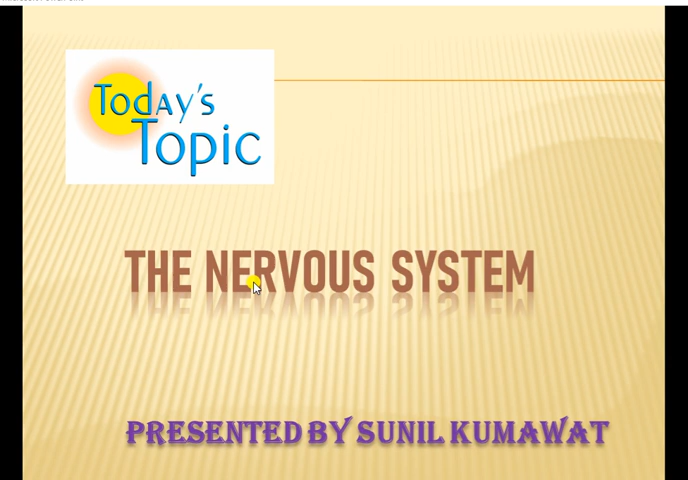 Today's
Topic
THE NERVOUS SYSTEM
PRESENTED BY SUNIL KUMAWAT